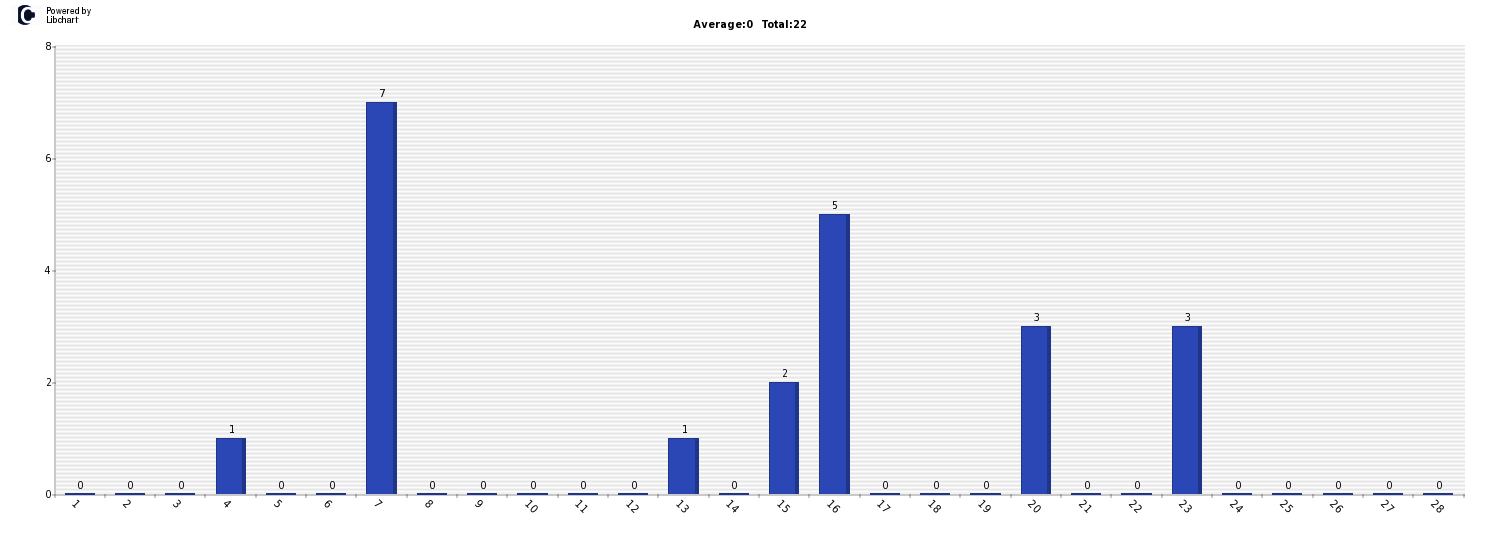 Powered by
Libchart
Average:0 Total:22
8
6
4
2
0
0 0 0 1 0 0 7 0 0 0 0 0 1 0 2 5 0 0 0 3 0 0 3 0 0 0 0 0
1 2 3 4 5 6 7 8 9 10 11 12 13 14 15 16 17 18 19 20 21 22 23 24 25 26 27 28